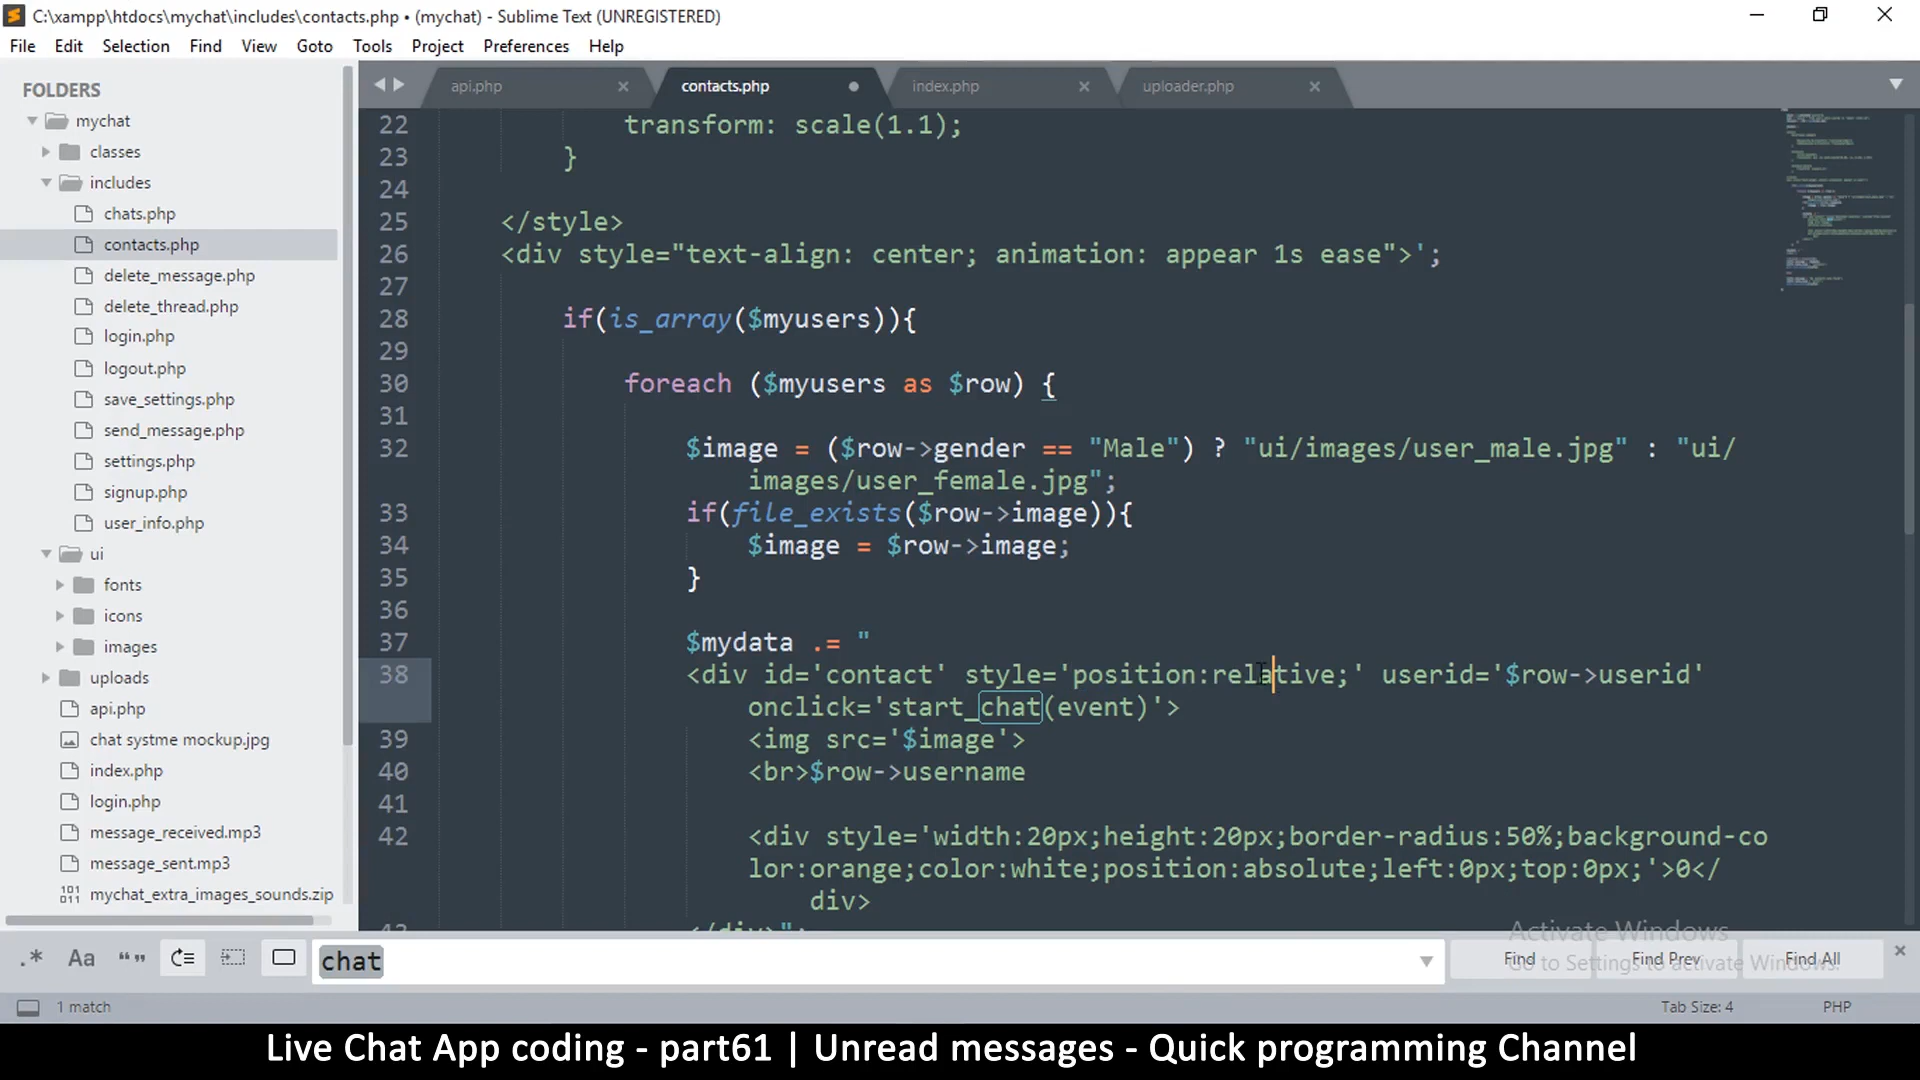 C:\xampp\htdocs\mychat\includes\contacts.php • (mychat) - Sublime Text (UNREGISTERED)
File Edit Selection Find View Goto Tools Project Preferences Help
FOLDERS
mychat
classes
includes
chats.php
contacts.php
delete_message.php
delete_thread.php
login.php
logout.php
save_settings.php
send_message.php
settings.php
signup.php
user_info.php
ui
fonts
icons
images
uploads
api.php
chat systme mockup.jpg
index.php
login.php
message_received.mp3
message_sent.mp3
mychat_extra_images_sounds.zip
api.php contacts.php index.php uploader.php
22 transform: scale(1.1);
23 }
24
25 </style>
26 <div style="text-align: center; animation: appear 1s ease">';
27
28 if(is_array($myusers)){
29
30 foreach ($myusers as $row) {
31
32 $image = ($row->gender == "Male") ? "ui/images/user_male.jpg" : "ui/
images/user_female.jpg";
33 if(file_exists($row->image)){
34 $image = $row->image;
35 }
36
37 $mydata .= "
38 <div id='contact' style='position:relative;' userid='$row->userid'
onclick='start_chat(event)'>
39 <img src='$image'>
40 <br>$row->username
41
42 <div style='width:20px;height:20px;border-radius:50%;background-co
lor:orange;color:white;position:absolute;left:0px;top:0px;'>0</
div>
43 </div>";
.* Aa “” chat Find Find Prev Find All
Activate Windows
Go to Settings to activate Windows.
1 match Tab Size: 4 PHP
Live Chat App coding - part61 | Unread messages - Quick programming Channel